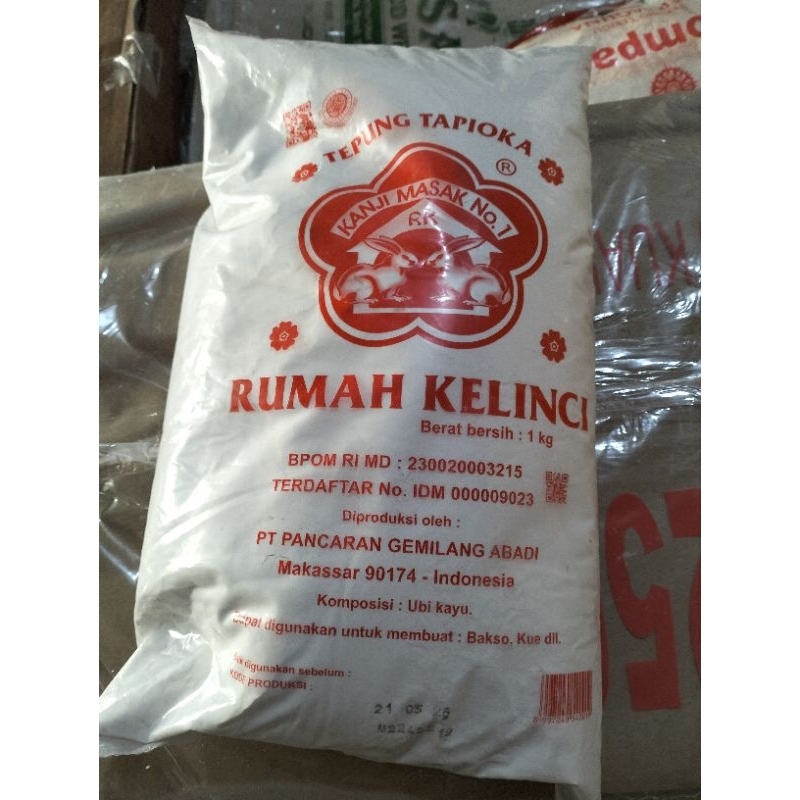 TEPUNG TAPIOKA
®
KANJI MASAK No.1
RK
RUMAH KELINCI
Berat bersih : 1 kg
BPOM RI MD : 230020003215
TERDAFTAR No. IDM 000009023
Diproduksi oleh :
PT PANCARAN GEMILANG ABADI
Makassar 90174 - Indonesia
Komposisi : Ubi kayu.
Dapat digunakan untuk membuat : Bakso, Kue dll.
digunakan sebelum :
KODE PRODUKSI :
21 05